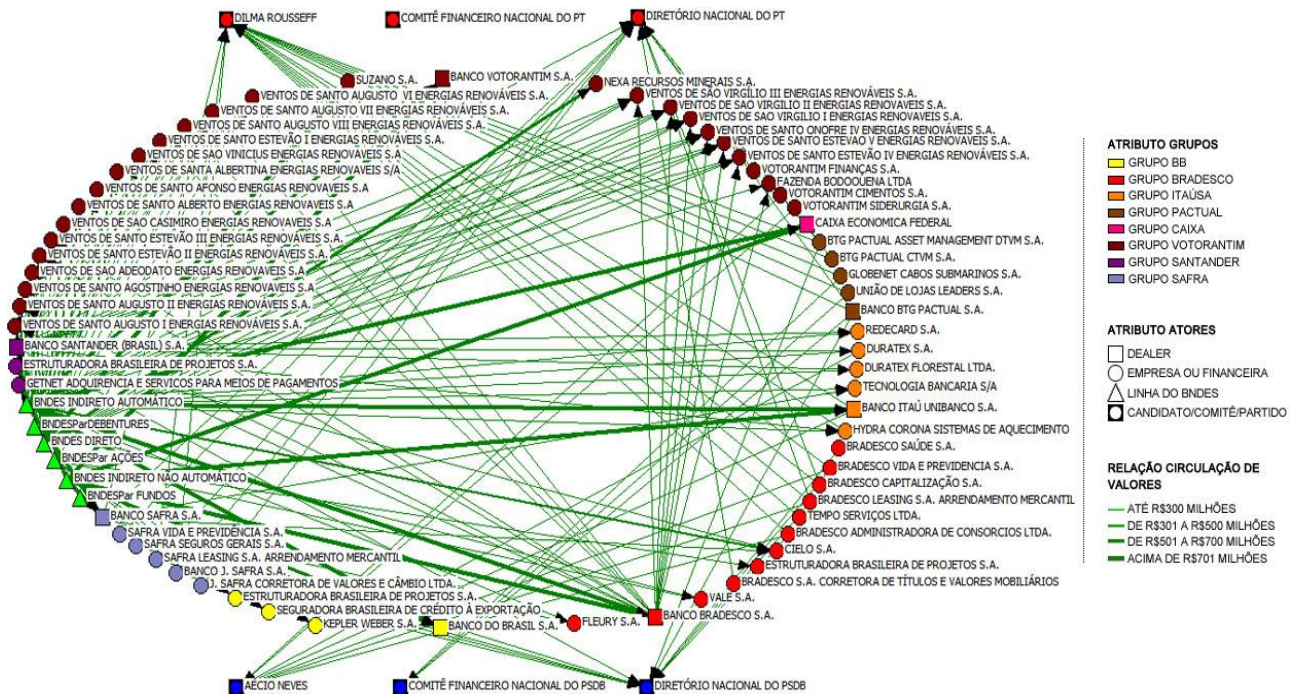 DILMA ROUSSEFF
COMITÊ FINANCEIRO NACIONAL DO PT
DIRETÓRIO NACIONAL DO PT
SUZANO S.A.
BANCO VOTORANTIM S.A.
VENTOS DE SANTO AUGUSTO VI ENERGIAS RENOVÁVEIS S.A.
VENTOS DE SANTO AUGUSTO VII ENERGIAS RENOVÁVEIS S.A.
VENTOS DE SANTO AUGUSTO VIII ENERGIAS RENOVÁVEIS S.A.
VENTOS DE SANTO ESTEVÃO I ENERGIAS RENOVÁVEIS S.A.
VENTOS DE SAO VINICIUS ENERGIAS RENOVAVEIS S.A
VENTOS DE SANTA ALBERTINA ENERGIAS RENOVAVEIS S/A
VENTOS DE SANTO AFONSO ENERGIAS RENOVAVEIS S.A
VENTOS DE SANTO ALBERTO ENERGIAS RENOVAVEIS S.A
VENTOS DE SAO CASIMIRO ENERGIAS RENOVAVEIS S.A
VENTOS DE SANTO ESTEVÃO III ENERGIAS RENOVÁVEIS S.A.
VENTOS DE SANTO ESTEVÃO II ENERGIAS RENOVÁVEIS S.A.
VENTOS DE SAO ADEODATO ENERGIAS RENOVAVEIS S.A
VENTOS DE SANTO AGOSTINHO ENERGIAS RENOVAVEIS S.A
VENTOS DE SANTO AUGUSTO II ENERGIAS RENOVAVEIS S.A.
VENTOS DE SANTO AUGUSTO I ENERGIAS RENOVÁVEIS S.A.
BANCO SANTANDER (BRASIL) S.A.
ESTRUTURADORA BRASILEIRA DE PROJETOS S.A.
GETNET ADQUIRENCIA E SERVICOS PARA MEIOS DE PAGAMENTOS
BNDES INDIRETO AUTOMÁTICO
BNDESParDEBENTURES
BNDES DIRETO
BNDESPar AÇÕES
BNDES INDIRETO NÃO AUTOMÁTICO
BNDESPar FUNDOS
BANCO SAFRA S.A.
SAFRA VIDA E PREVIDÊNCIA S.A.
SAFRA SEGUROS GERAIS S.A.
SAFRA LEASING S.A. ARRENDAMENTO MERCANTIL
BANCO J. SAFRA S.A.
J. SAFRA CORRETORA DE VALORES E CÂMBIO LTDA.
ESTRUTURADORA BRASILEIRA DE PROJETOS S.A.
SEGURADORA BRASILEIRA DE CRÉDITO À EXPORTAÇÃO
KEPLER WEBER S.A.
BANCO DO BRASIL S.A.
NEXA RECURSOS MINERAIS S.A.
VENTOS DE SÃO VIRGÍLIO III ENERGIAS RENOVÁVEIS S.A.
VENTOS DE SAO VIRGILIO II ENERGIAS RENOVAVEIS S.A.
VENTOS DE SAO VIRGILIO I ENERGIAS RENOVAVEIS S.A.
VENTOS DE SANTO ONOFRE IV ENERGIAS RENOVÁVEIS S.A.
VENTOS DE SANTO ESTEVAO V ENERGIAS RENOVAVEIS S.A.
VENTOS DE SANTO ESTEVÃO IV ENERGIAS RENOVÁVEIS S.A.
VOTORANTIM FINANÇAS S.A.
FAZENDA BODOQUENA LTDA
VOTORANTIM CIMENTOS S.A.
VOTORANTIM SIDERURGIA S.A.
CAIXA ECONOMICA FEDERAL
BTG PACTUAL ASSET MANAGEMENT DTVM S.A.
BTG PACTUAL CTVM S.A.
GLOBENET CABOS SUBMARINOS S.A.
UNIÃO DE LOJAS LEADERS S.A.
BANCO BTG PACTUAL S.A.
REDECARD S.A.
DURATEX S.A.
DURATEX FLORESTAL LTDA.
TECNOLOGIA BANCARIA S/A
BANCO ITAÚ UNIBANCO S.A.
HYDRA CORONA SISTEMAS DE AQUECIMENTO
BRADESCO SAÚDE S.A.
BRADESCO VIDA E PREVIDENCIA S.A.
BRADESCO CAPITALIZAÇÃO S.A.
BRADESCO LEASING S.A. ARRENDAMENTO MERCANTIL
TEMPO SERVIÇOS LTDA.
BRADESCO ADMINISTRADORA DE CONSORCIOS LTDA.
CIELO S.A.
ESTRUTURADORA BRASILEIRA DE PROJETOS S.A.
BRADESCO S.A. CORRETORA DE TÍTULOS E VALORES MOBILIÁRIOS
VALE S.A.
BANCO BRADESCO S.A.
FLEURY S.A.
AÉCIO NEVES
COMITÊ FINANCEIRO NACIONAL DO PSDB
DIRETÓRIO NACIONAL DO PSDB
ATRIBUTO GRUPOS
GRUPO BB
GRUPO BRADESCO
GRUPO ITAÚSA
GRUPO PACTUAL
GRUPO CAIXA
GRUPO VOTORANTIM
GRUPO SANTANDER
GRUPO SAFRA
ATRIBUTO ATORES
DEALER
EMPRESA OU FINANCEIRA
LINHA DO BNDES
CANDIDATO/COMITÊ/PARTIDO
RELAÇÃO CIRCULAÇÃO DE
VALORES
ATÉ R$300 MILHÕES
DE R$301 A R$500 MILHÕES
DE R$501 A R$700 MILHÕES
ACIMA DE R$701 MILHÕES